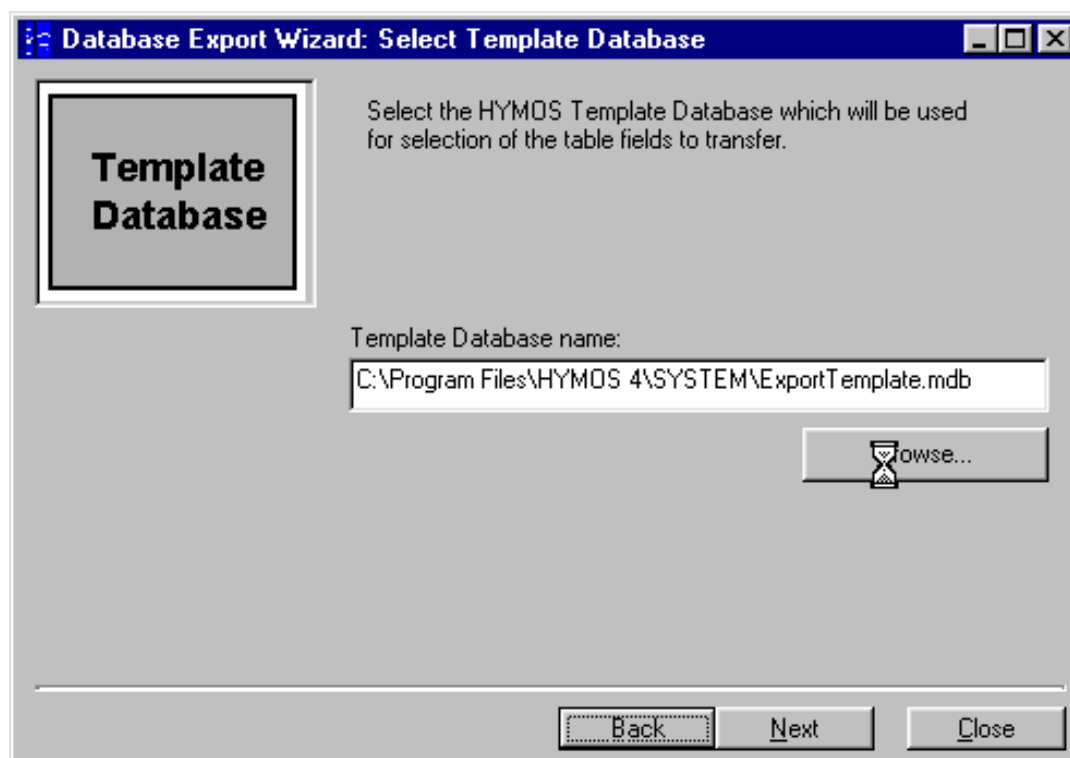 Database Export Wizard: Select Template Database
Template
Database
Select the HYMOS Template Database which will be used
for selection of the table fields to transfer.
Template Database name:
C:\Program Files\HYMOS 4\SYSTEM\ExportTemplate.mdb
rowse...
Back Next Close